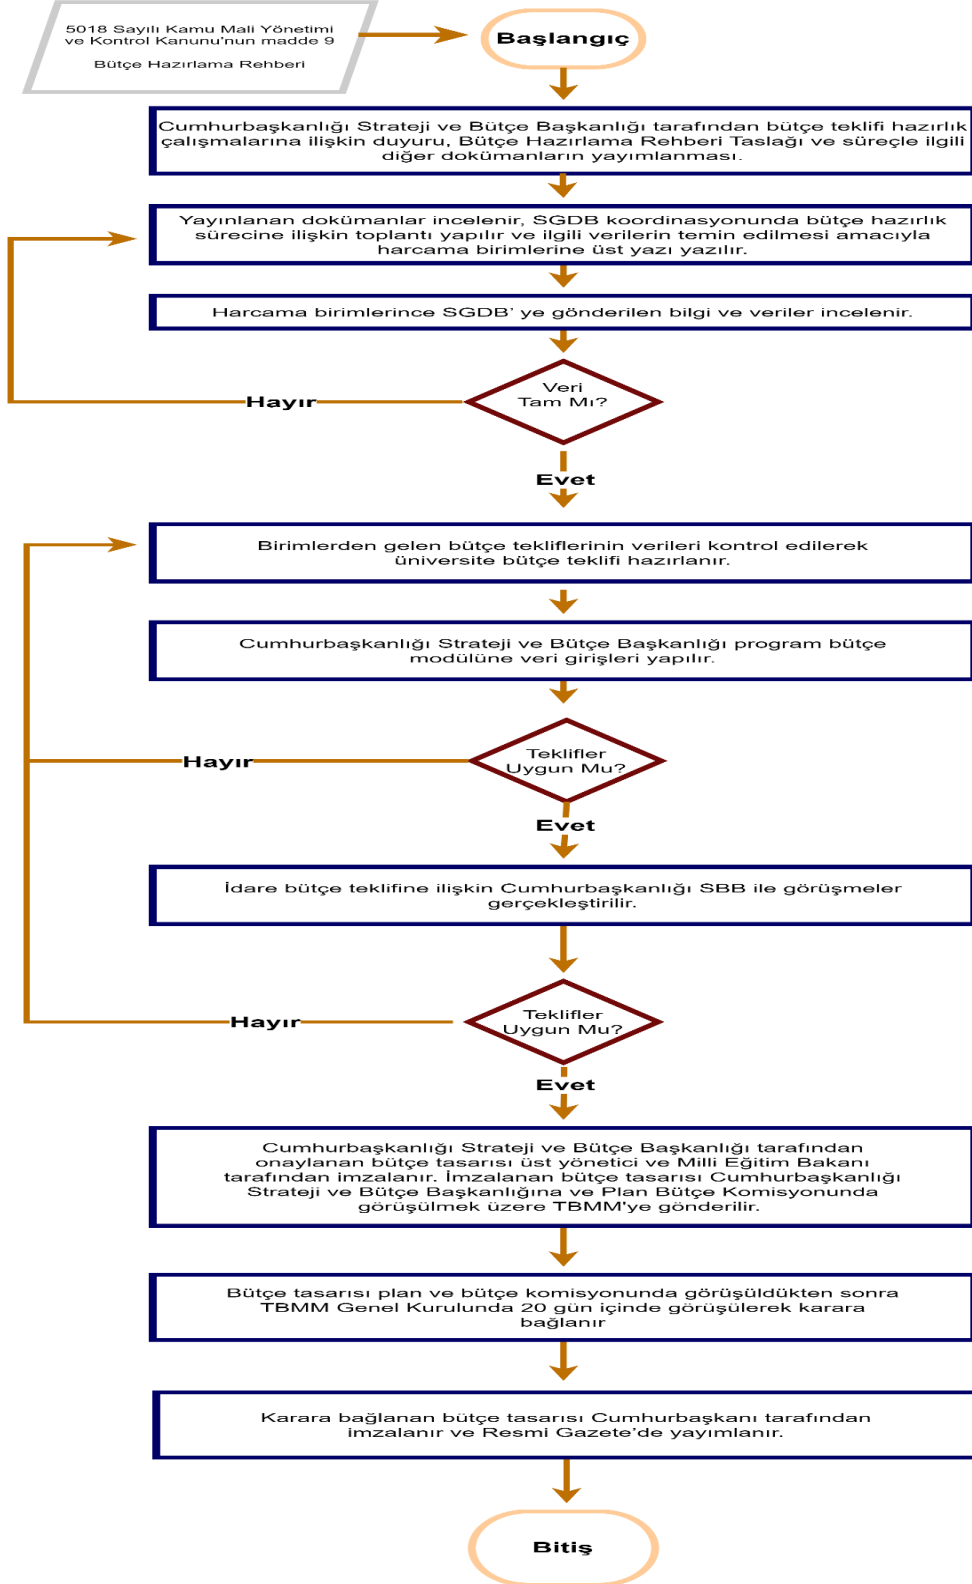 5018 Sayılı Kamu Mali Yönetimi
ve Kontrol Kanunu'nun madde 9
Bütçe Hazırlama Rehberi
Başlangıç
Cumhurbaşkanlığı Strateji ve Bütçe Başkanlığı tarafından bütçe teklifi hazırlık
çalışmalarına ilişkin duyuru, Bütçe Hazırlama Rehberi Taslağı ve süreçle ilgili
diğer dokümanların yayımlanması.
Yayınlanan dokümanlar incelenir, SGDB koordinasyonunda bütçe hazırlık
sürecine ilişkin toplantı yapılır ve ilgili verilerin temin edilmesi amacıyla
harcama birimlerine üst yazı yazılır.
Harcama birimlerince SGDB' ye gönderilen bilgi ve veriler incelenir.
Veri
Tam Mı?
Hayır
Evet
Birimlerden gelen bütçe tekliflerinin verileri kontrol edilerek
üniversite bütçe teklifi hazırlanır.
Cumhurbaşkanlığı Strateji ve Bütçe Başkanlığı program bütçe
modülüne veri girişleri yapılır.
Teklifler
Uygun Mu?
Hayır
Evet
İdare bütçe teklifine ilişkin Cumhurbaşkanlığı SBB ile görüşmeler
gerçekleştirilir.
Teklifler
Uygun Mu?
Hayır
Evet
Cumhurbaşkanlığı Strateji ve Bütçe Başkanlığı tarafından
onaylanan bütçe tasarısı üst yönetici ve Milli Eğitim Bakanı
tarafından imzalanır. İmzalanan bütçe tasarısı Cumhurbaşkanlığı
Strateji ve Bütçe Başkanlığına ve Plan Bütçe Komisyonunda
görüşülmek üzere TBMM'ye gönderilir.
Bütçe tasarısı plan ve bütçe komisyonunda görüşüldükten sonra
TBMM Genel Kurulunda 20 gün içinde görüşülerek karara
bağlanır
Karara bağlanan bütçe tasarısı Cumhurbaşkanı tarafından
imzalanır ve Resmi Gazete'de yayımlanır.
Bitiş